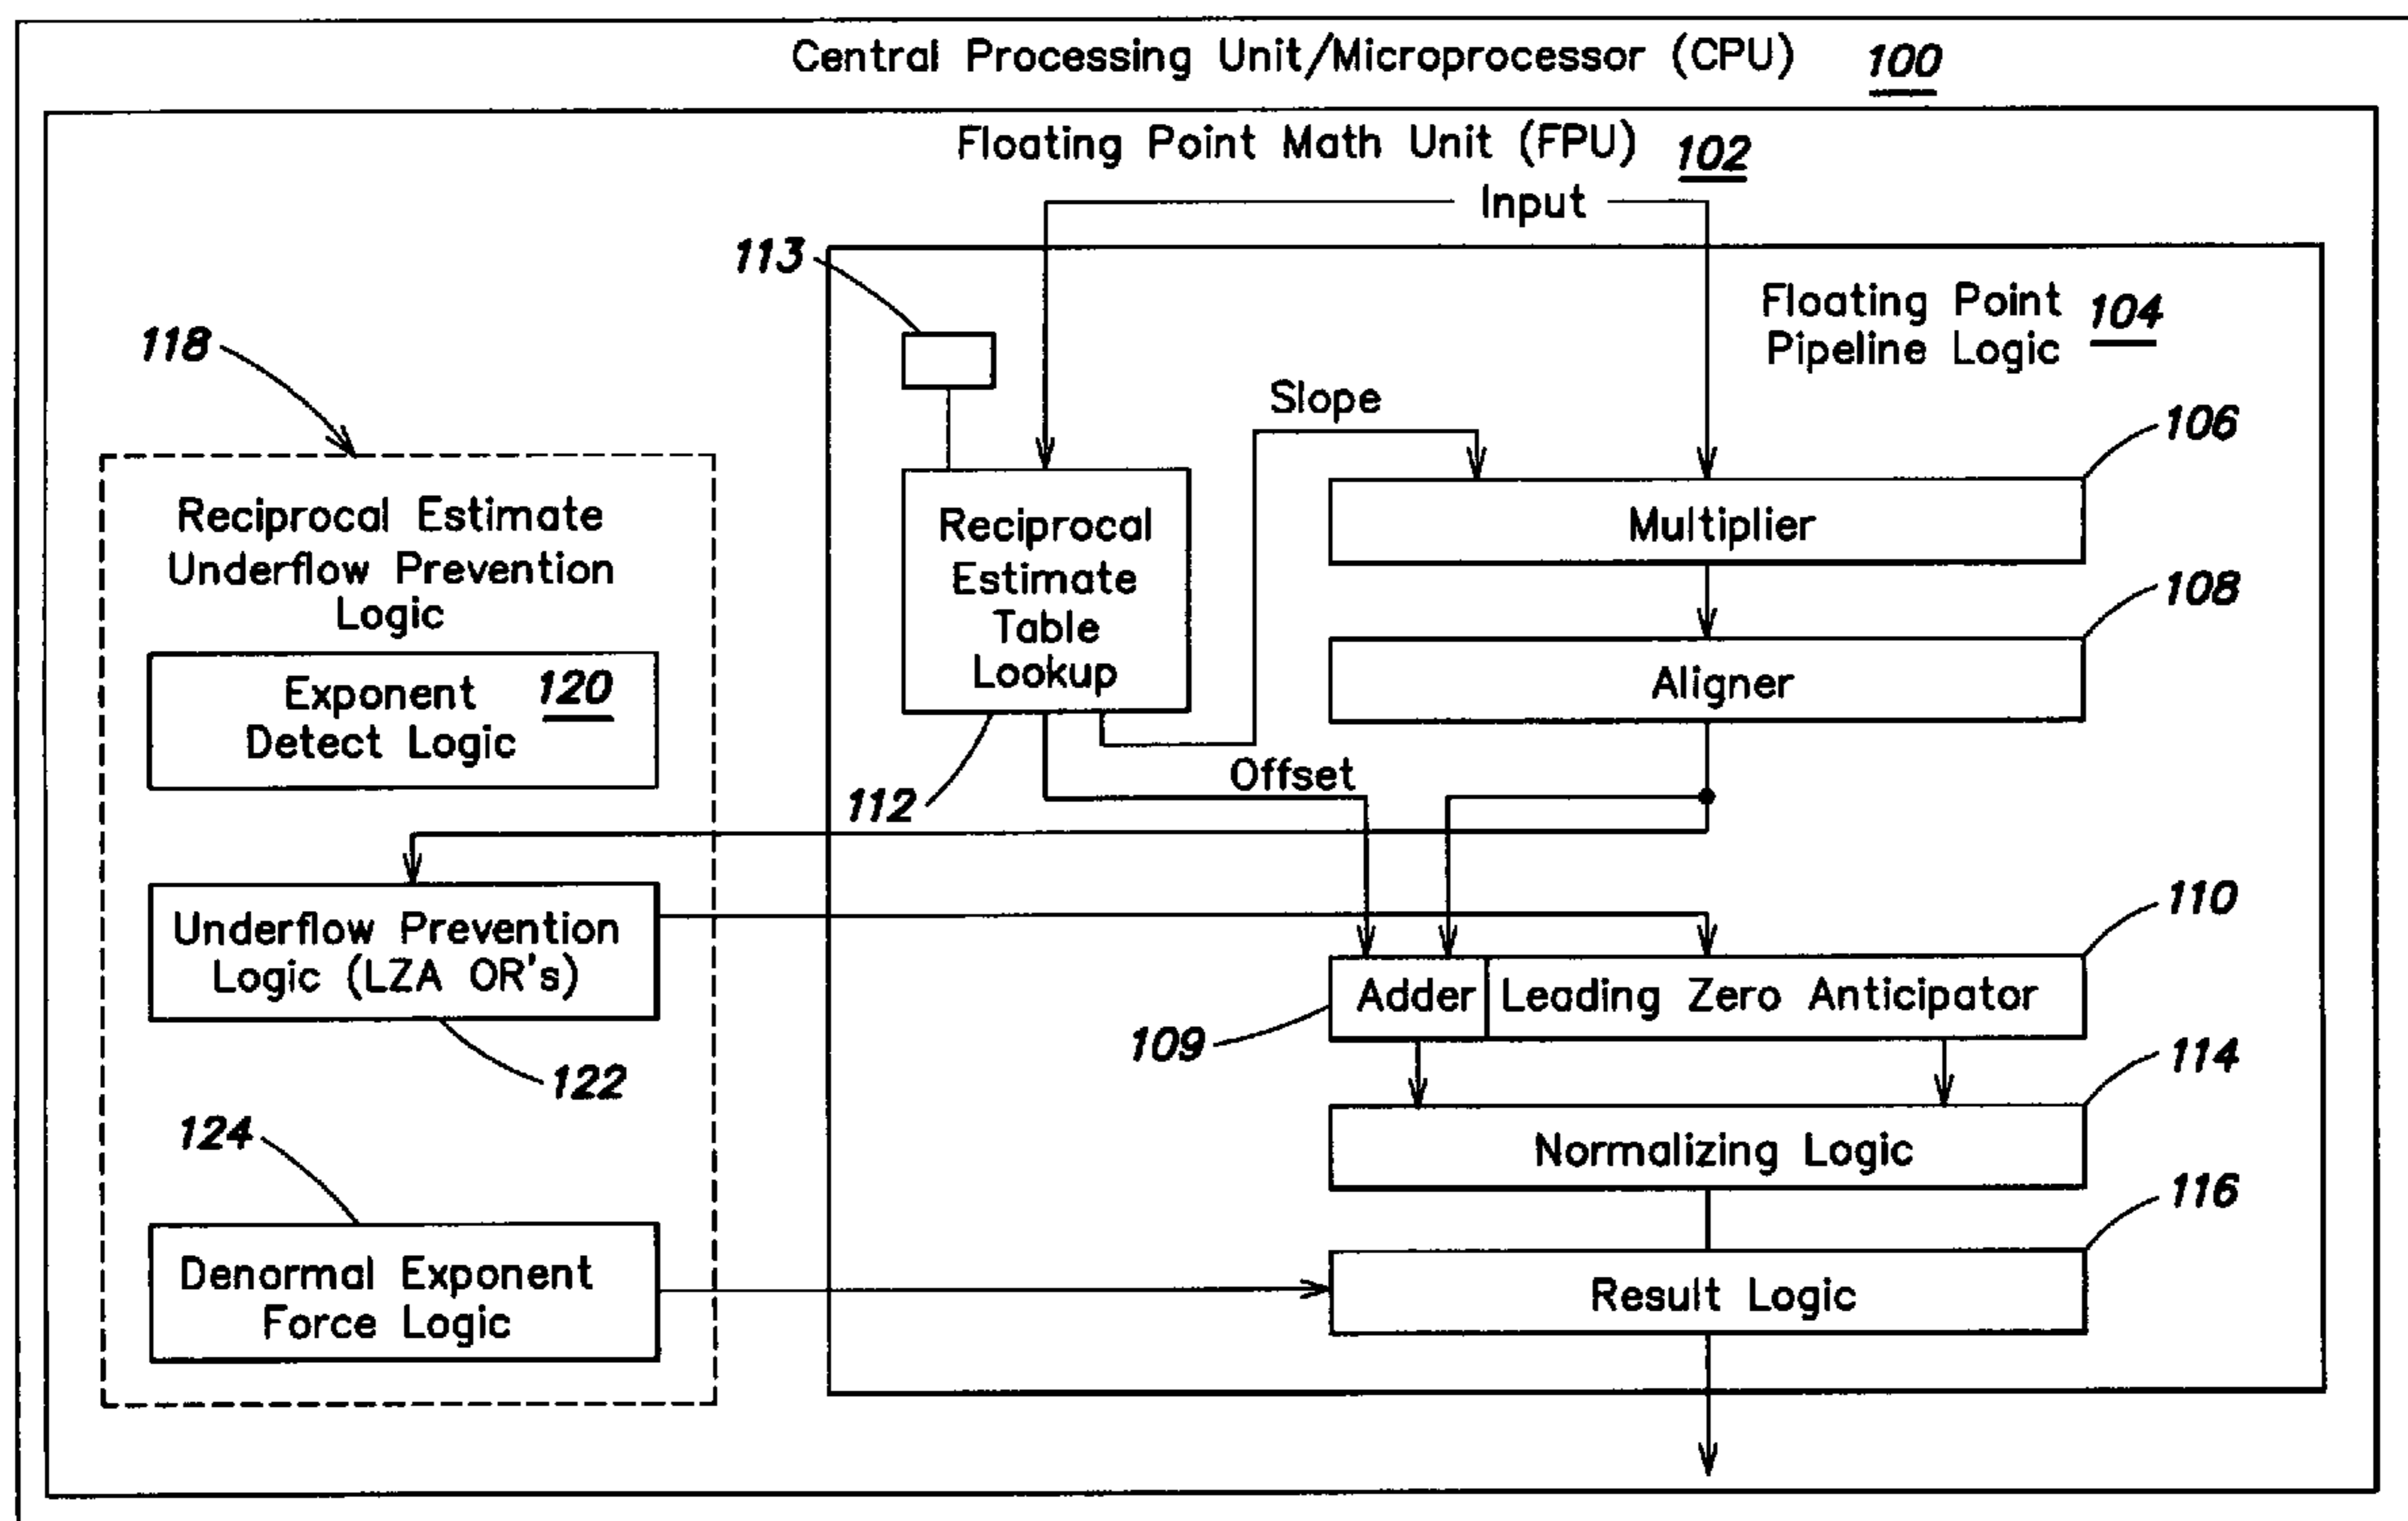 Central Processing Unit/Microprocessor (CPU) 100
Floating Point Math Unit (FPU) 102
Input
113
Floating Point 104
Pipeline Logic
118
Slope
106
Reciprocal Estimate
Underflow Prevention
Logic
Reciprocal
Estimate
Table
Lookup
Multiplier
108
Exponent 120
Detect Logic
Aligner
Offset
112
Underflow Prevention
Logic (LZA OR's)
110
Adder
Leading Zero Anticipator
109
122
114
124
Normalizing Logic
116
Denormal Exponent
Force Logic
Result Logic